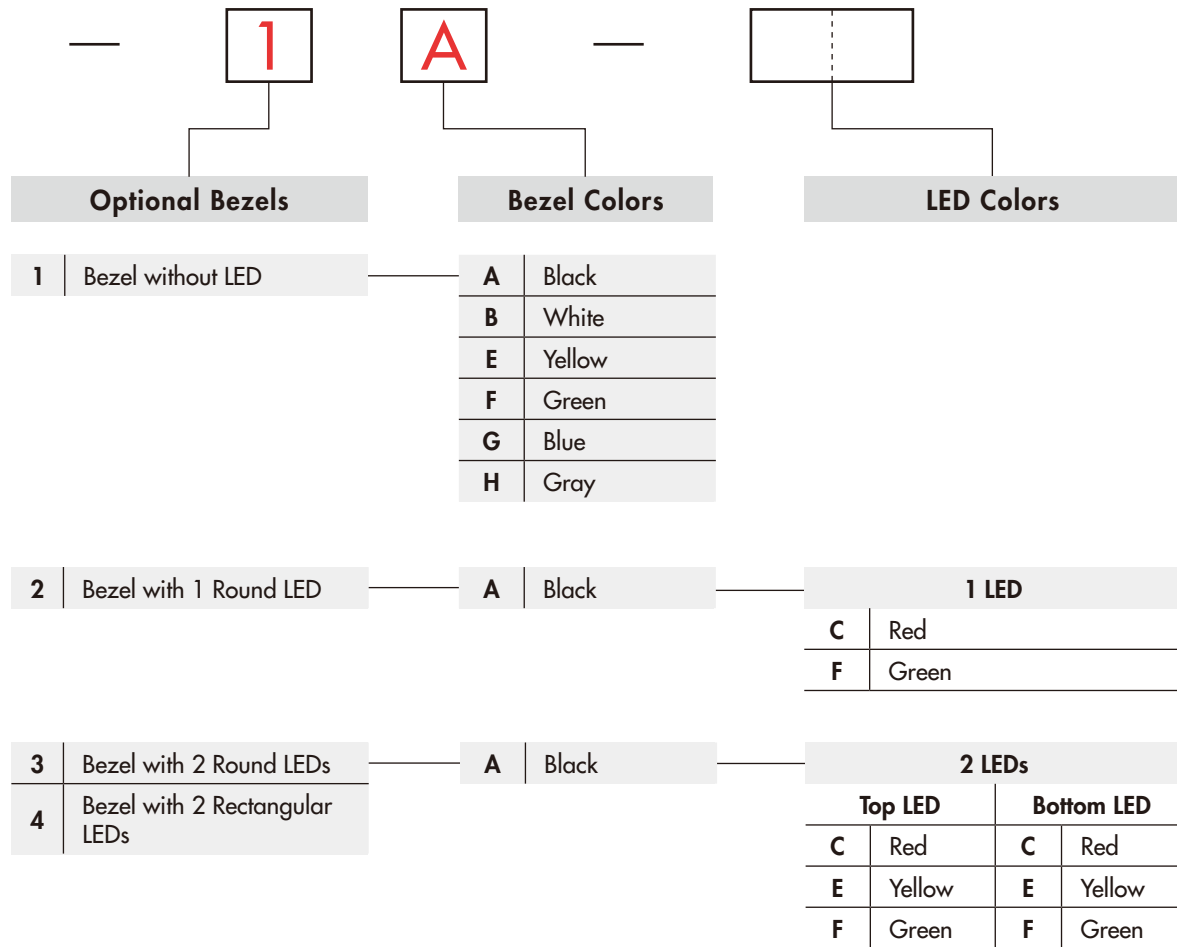 — 1 A —
Optional Bezels Bezel Colors LED Colors
1 Bezel without LED A Black
B White
E Yellow
F Green
G Blue
H Gray
2 Bezel with 1 Round LED A Black 1 LED
C Red
F Green
3 Bezel with 2 Round LEDs A Black 2 LEDs
4 Bezel with 2 Rectangular
LEDs
Top LED Bottom LED
C Red C Red
E Yellow E Yellow
F Green F Green